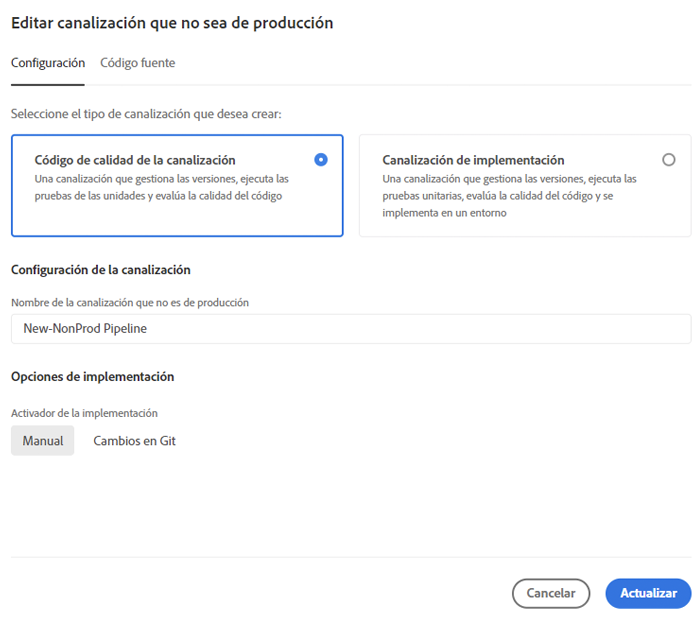 Editar canalización que no sea de producción
Configuración Código fuente
Seleccione el tipo de canalización que desea crear:
Código de calidad de la canalización
Una canalización que gestiona las versiones, ejecuta las
pruebas de las unidades y evalúa la calidad del código
Canalización de implementación
Una canalización que gestiona las versiones, ejecuta las
pruebas unitarias, evalúa la calidad del código y se
implementa en un entorno
Configuración de la canalización
Nombre de la canalización que no es de producción
New-NonProd Pipeline
Opciones de implementación
Activador de la implementación
Manual Cambios en Git
Cancelar Actualizar